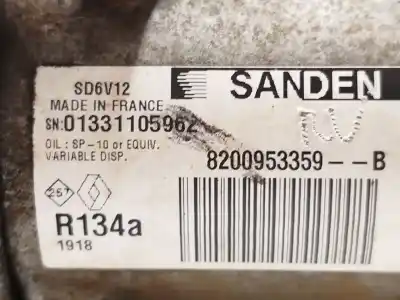 SD6V12
MADE IN FRANCE
SANDEN
SN:01331105962
OIL: SP-10 or EQUIV.
VARIABLE DISP.
8200953359--B
257
R134a
1918